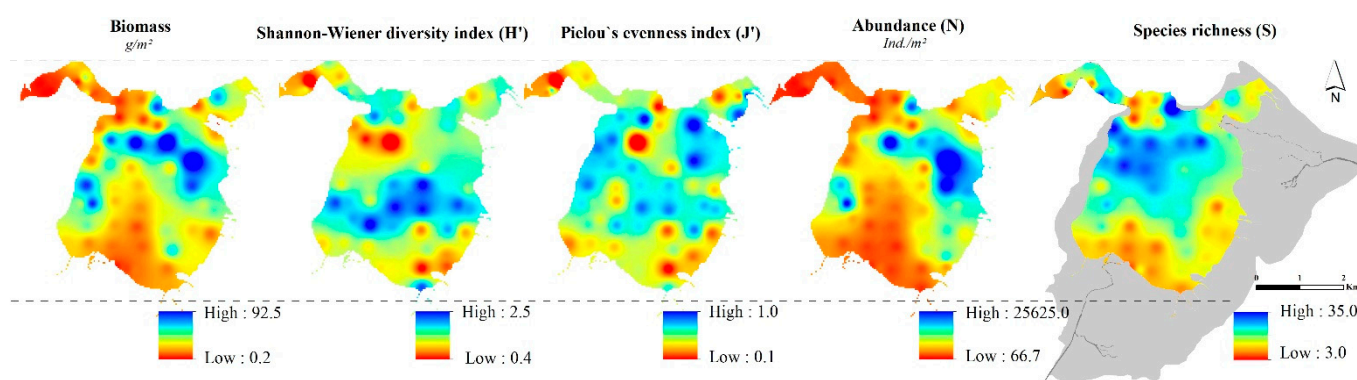 Biomass
g/m²
Shannon-Wiener diversity index (H')
Pielou`s evenness index (J')
Abundance (N)
Ind./m²
Species richness (S)
N
0 1 2
Km
High : 92.5
Low : 0.2
High : 2.5
Low : 0.4
High : 1.0
Low : 0.1
High : 25625.0
Low : 66.7
High : 35.0
Low : 3.0